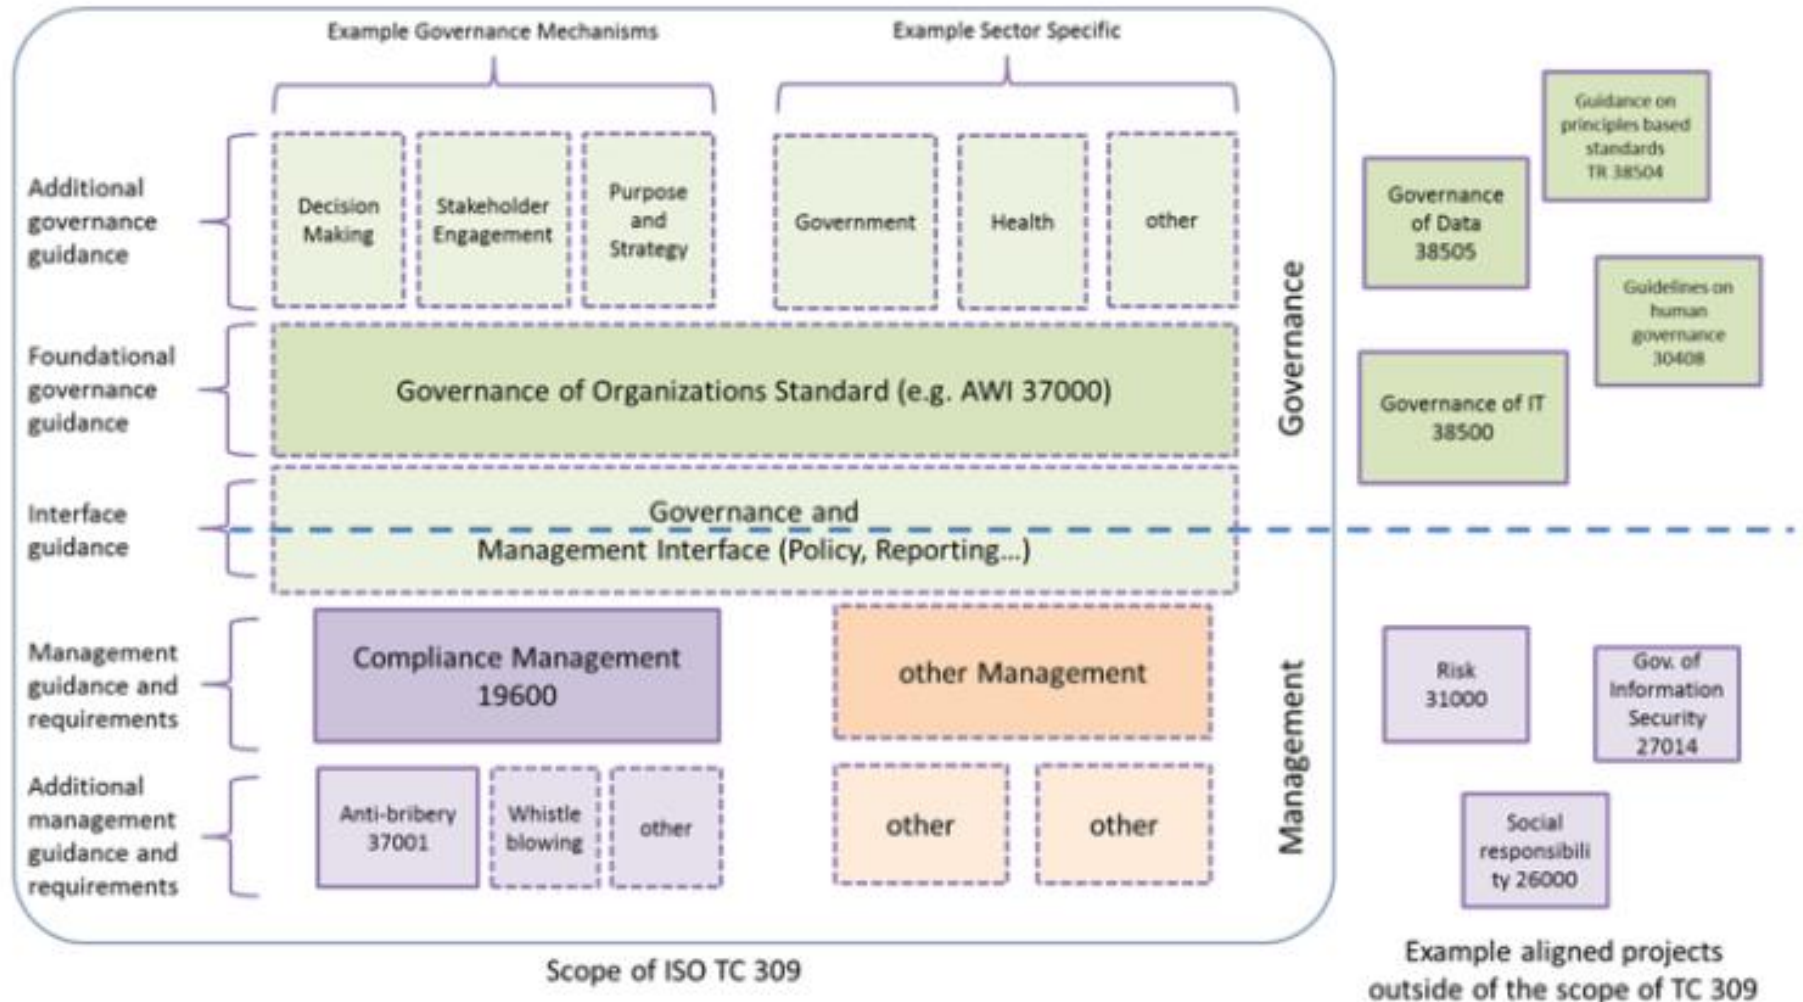 Example Governance Mechanisms
Example Sector Specific
Additional
governance
guidance
Decision
Making
Stakeholder
Engagement
Purpose
and
Strategy
Government
Health
other
Foundational
governance
guidance
Governance of Organizations Standard (e.g. AWI 37000)
Interface
guidance
Governance and
Management Interface (Policy, Reporting...)
Management
guidance and
requirements
Compliance Management
19600
other Management
Additional
management
guidance and
requirements
Anti-bribery
37001
Whistle
blowing
other
other
other
Governance
Management
Scope of ISO TC 309
Guidance on
principles based
standards
TR 38504
Governance
of Data
38505
Guidelines on
human
governance
30408
Governance of IT
38500
Risk
31000
Gov. of
Information
Security
27014
Social
responsibili
ty 26000
Example aligned projects
outside of the scope of TC 309